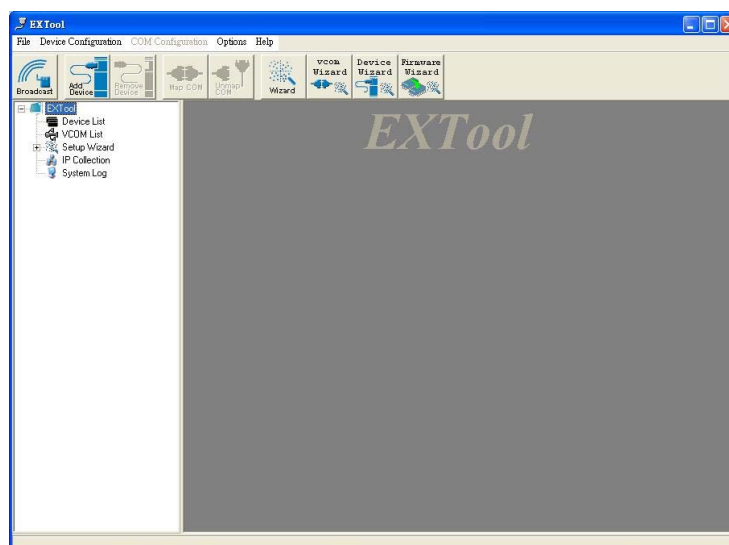 EXTool
File Device Configuration COM Configuration Options Help
Broadcast
Add Device
Remove Device
Map COM
Unmap COM
Wizard
vcom Wizard
Device Wizard
Firmware Wizard
EXTool
Device List
VCOM List
Setup Wizard
IP Collection
System Log
EXTool